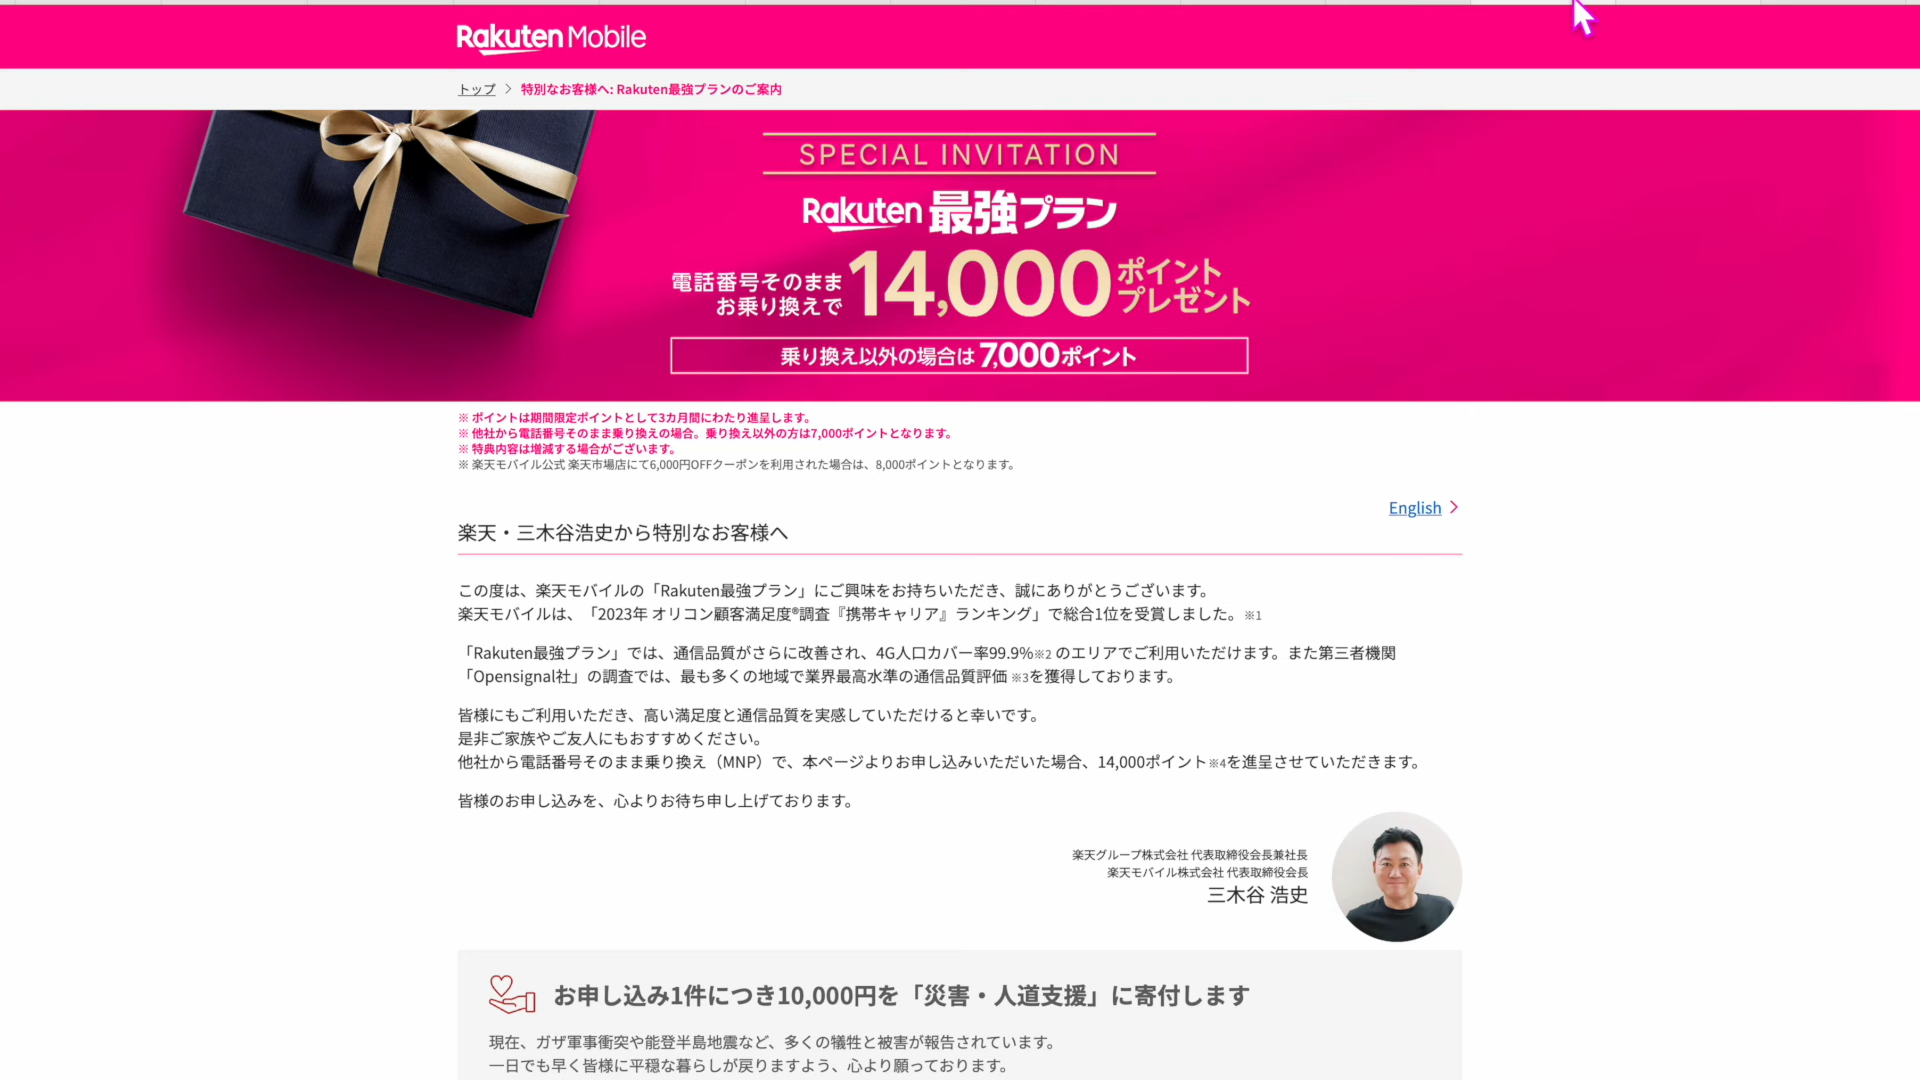 Rakuten Mobile
トップ > 特別なお客様へ: Rakuten最強プランのご案内
SPECIAL INVITATION
Rakuten 最強プラン
電話番号そのまま
お乗り換えで
14,000
ポイント
プレゼント
乗り換え以外の場合は 7,000ポイント
※ ポイントは期間限定ポイントとして3カ月間にわたり進呈します。
※ 他社から電話番号そのまま乗り換えの場合。乗り換え以外の方は7,000ポイントとなります。
※ 特典内容は増減する場合がございます。
※ 楽天モバイル公式 楽天市場店にて6,000円OFFクーポンを利用された場合は、8,000ポイントとなります。
English
楽天・三木谷浩史から特別なお客様へ
この度は、楽天モバイルの「Rakuten最強プラン」にご興味をお持ちいただき、誠にありがとうございます。
楽天モバイルは、「2023年 オリコン顧客満足度®調査『携帯キャリア』ランキング」で総合1位を受賞しました。※1
「Rakuten最強プラン」では、通信品質がさらに改善され、4G人口カバー率99.9%※2 のエリアでご利用いただけます。また第三者機関
「Opensignal社」の調査では、最も多くの地域で業界最高水準の通信品質評価 ※3を獲得しております。
皆様にもご利用いただき、高い満足度と通信品質を実感していただけると幸いです。
是非ご家族やご友人にもおすすめください。
他社から電話番号そのまま乗り換え（MNP）で、本ページよりお申し込みいただいた場合、14,000ポイント※4を進呈させていただきます。
皆様のお申し込みを、心よりお待ち申し上げております。
楽天グループ株式会社 代表取締役会長兼社長
楽天モバイル株式会社 代表取締役会長
三木谷 浩史
お申し込み1件につき10,000円を「災害・人道支援」に寄付します
現在、ガザ軍事衝突や能登半島地震など、多くの犠牲と被害が報告されています。
一日でも早く皆様に平穏な暮らしが戻りますよう、心より願っております。